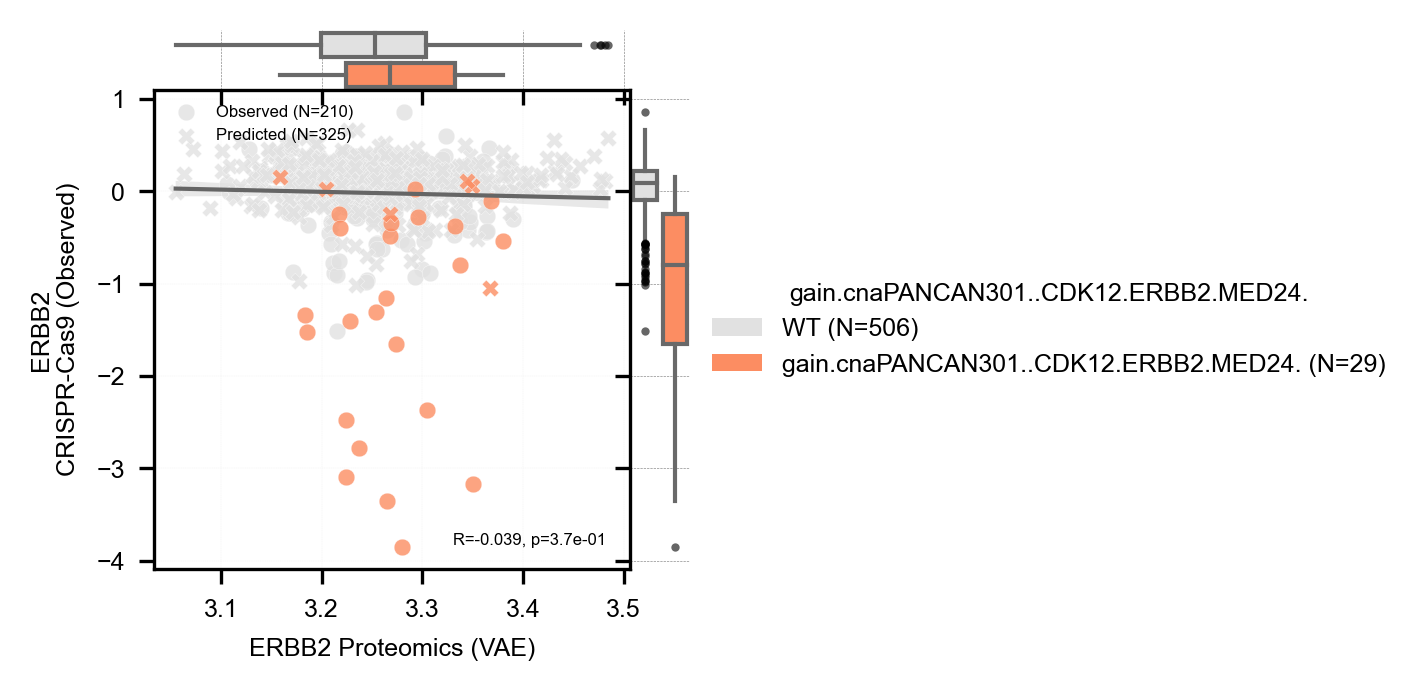 Observed (N=210)
Predicted (N=325)
1
0
−1
−2
−3
−4
ERBB2
CRISPR-Cas9 (Observed)
R=-0.039, p=3.7e-01
3.1
3.2
3.3
3.4
3.5
ERBB2 Proteomics (VAE)
gain.cnaPANCAN301..CDK12.ERBB2.MED24.
WT (N=506)
gain.cnaPANCAN301..CDK12.ERBB2.MED24. (N=29)